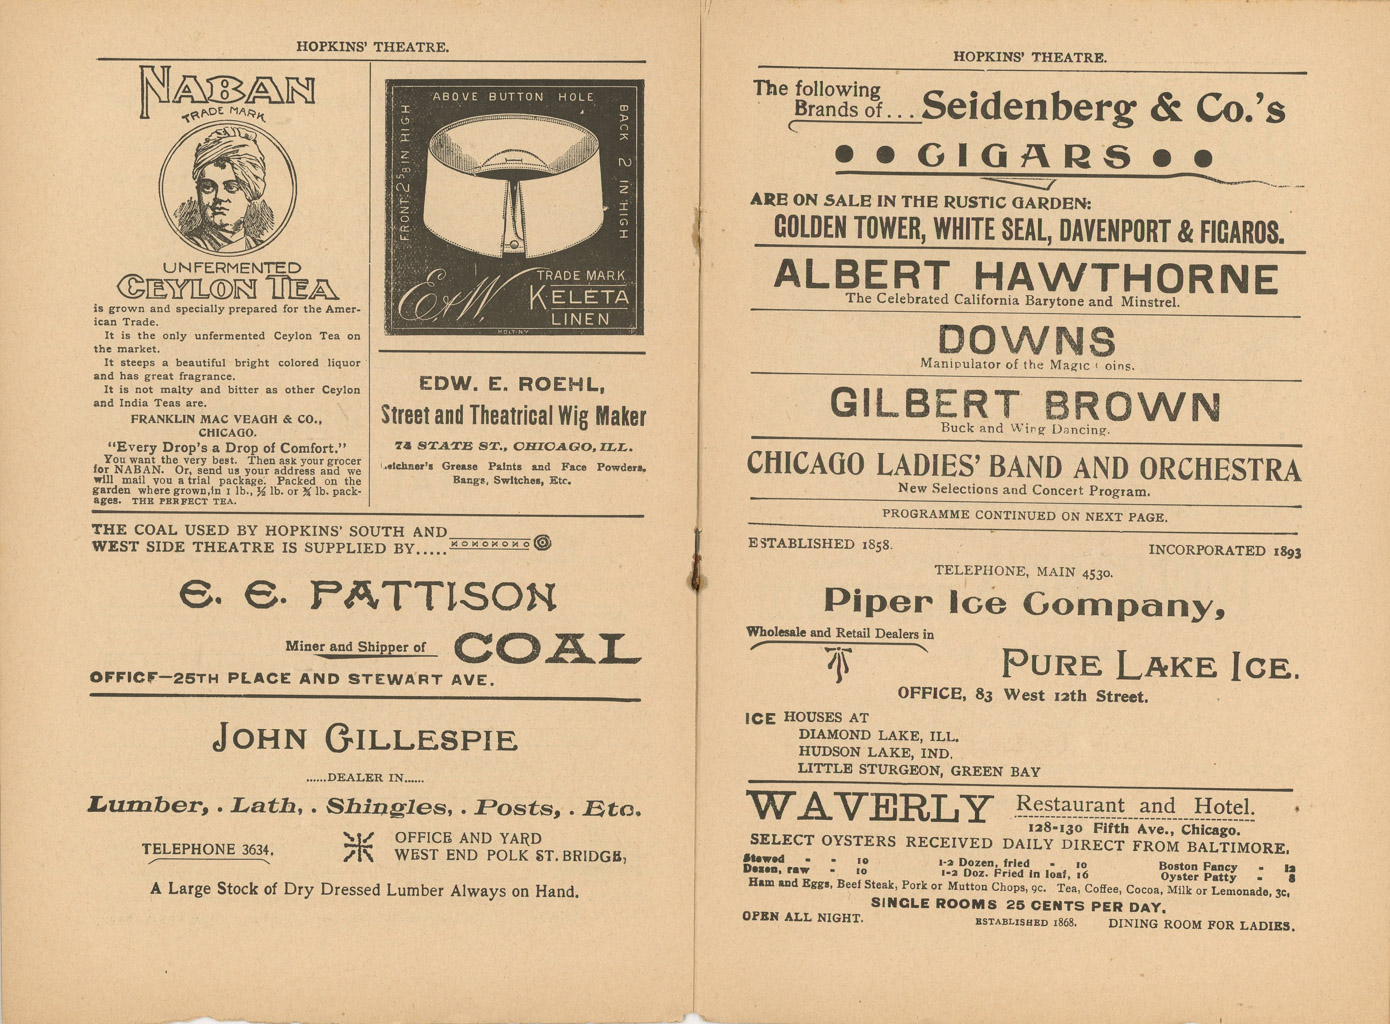 HOPKINS' THEATRE.
NABAN
TRADE MARK
UNFERMENTED
CEYLON TEA
is grown and specially prepared for the Amer-
ican Trade.
It is the only unfermented Ceylon Tea on
the market.
It steeps a beautiful bright colored liquor
and has great fragrance.
It is not malty and bitter as other Ceylon
and India Teas are.
FRANKLIN MAC VEAGH & CO.,
CHICAGO.
"Every Drop's a Drop of Comfort."
You want the very best. Then ask your grocer
for NABAN. Or, send us your address and we
will mail you a trial package. Packed on the
garden where grown, in 1 lb., ½ lb. or ¼ lb. pack-
ages. THE PERFECT TEA.
ABOVE BUTTON HOLE
FRONT 2 5/8 IN HIGH
BACK 2 IN HIGH
E&W
TRADE MARK
KELETA
LINEN
EDW. E. ROEHL,
Street and Theatrical Wig Maker
74 STATE ST., CHICAGO, ILL.
Leichner's Grease Paints and Face Powders,
Bangs, Switches, Etc.
THE COAL USED BY HOPKINS' SOUTH AND
WEST SIDE THEATRE IS SUPPLIED BY.....
E. E. PATTISON
Miner and Shipper of COAL
OFFICE—25TH PLACE AND STEWART AVE.
JOHN GILLESPIE
......DEALER IN......
Lumber, . Lath, . Shingles, . Posts, . Etc.
TELEPHONE 3634.
OFFICE AND YARD
WEST END POLK ST. BRIDGE,
A Large Stock of Dry Dressed Lumber Always on Hand.
HOPKINS' THEATRE.
The following
Brands of... Seidenberg & Co.'s
CIGARS
ARE ON SALE IN THE RUSTIC GARDEN:
GOLDEN TOWER, WHITE SEAL, DAVENPORT & FIGAROS.
ALBERT HAWTHORNE
The Celebrated California Barytone and Minstrel.
DOWNS
Manipulator of the Magic Coins.
GILBERT BROWN
Buck and Wing Dancing.
CHICAGO LADIES' BAND AND ORCHESTRA
New Selections and Concert Program.
PROGRAMME CONTINUED ON NEXT PAGE.
ESTABLISHED 1858. INCORPORATED 1893
TELEPHONE, MAIN 4530.
Piper Ice Company,
Wholesale and Retail Dealers in
PURE LAKE ICE.
OFFICE, 83 West 12th Street.
ICE HOUSES AT
DIAMOND LAKE, ILL.
HUDSON LAKE, IND.
LITTLE STURGEON, GREEN BAY
WAVERLY Restaurant and Hotel.
128-130 Fifth Ave., Chicago.
SELECT OYSTERS RECEIVED DAILY DIRECT FROM BALTIMORE.
Stewed - - 10 1-2 Dozen, fried - 10 Boston Fancy - 12
Dozen, raw - 10 1-2 Doz. Fried in loaf, 16 Oyster Patty - 8
Ham and Eggs, Beef Steak, Pork or Mutton Chops, 9c. Tea, Coffee, Cocoa, Milk or Lemonade, 3c,
SINGLE ROOMS 25 CENTS PER DAY.
OPEN ALL NIGHT. ESTABLISHED 1868. DINING ROOM FOR LADIES.